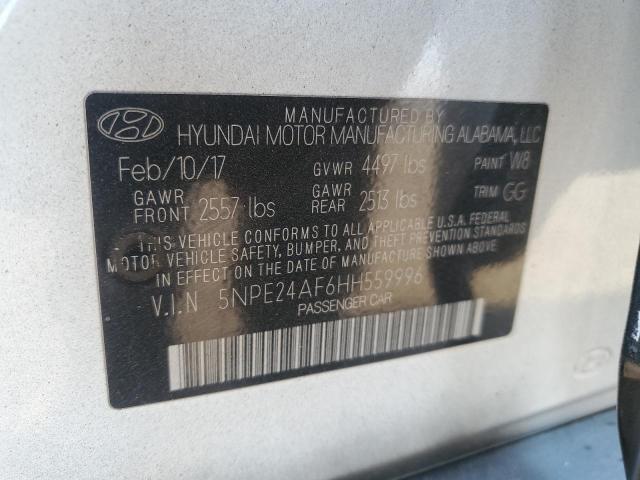 MANUFACTURED BY
HYUNDAI MOTOR MANUFACTURING ALABAMA, LLC
Feb/10/17 GVWR 4497 lbs PAINT W8
GAWR FRONT 2557 lbs GAWR REAR 2513 lbs TRIM GG
THIS VEHICLE CONFORMS TO ALL APPLICABLE U.S.A. FEDERAL
MOTOR VEHICLE SAFETY, BUMPER, AND THEFT PREVENTION STANDARDS
IN EFFECT ON THE DATE OF MANUFACTURE SHOWN ABOVE.
V.I.N 5NPE24AF6HH559996
PASSENGER CAR